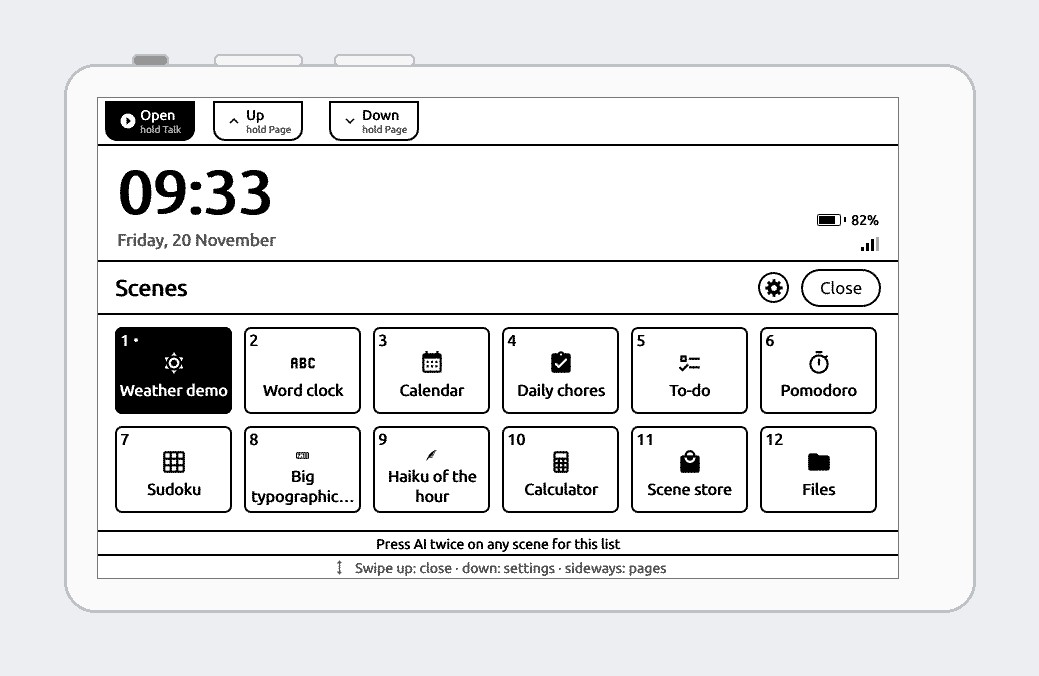 Open
hold Talk
Up
hold Page
Down
hold Page
09:33
Friday, 20 November
82%
Scenes
Close
1 •
Weather demo
2
ABC
Word clock
3
Calendar
4
Daily chores
5
To-do
6
Pomodoro
7
Sudoku
8
Big
typographic...
9
Haiku of the
hour
10
Calculator
11
Scene store
12
Files
Press AI twice on any scene for this list
Swipe up: close · down: settings · sideways: pages